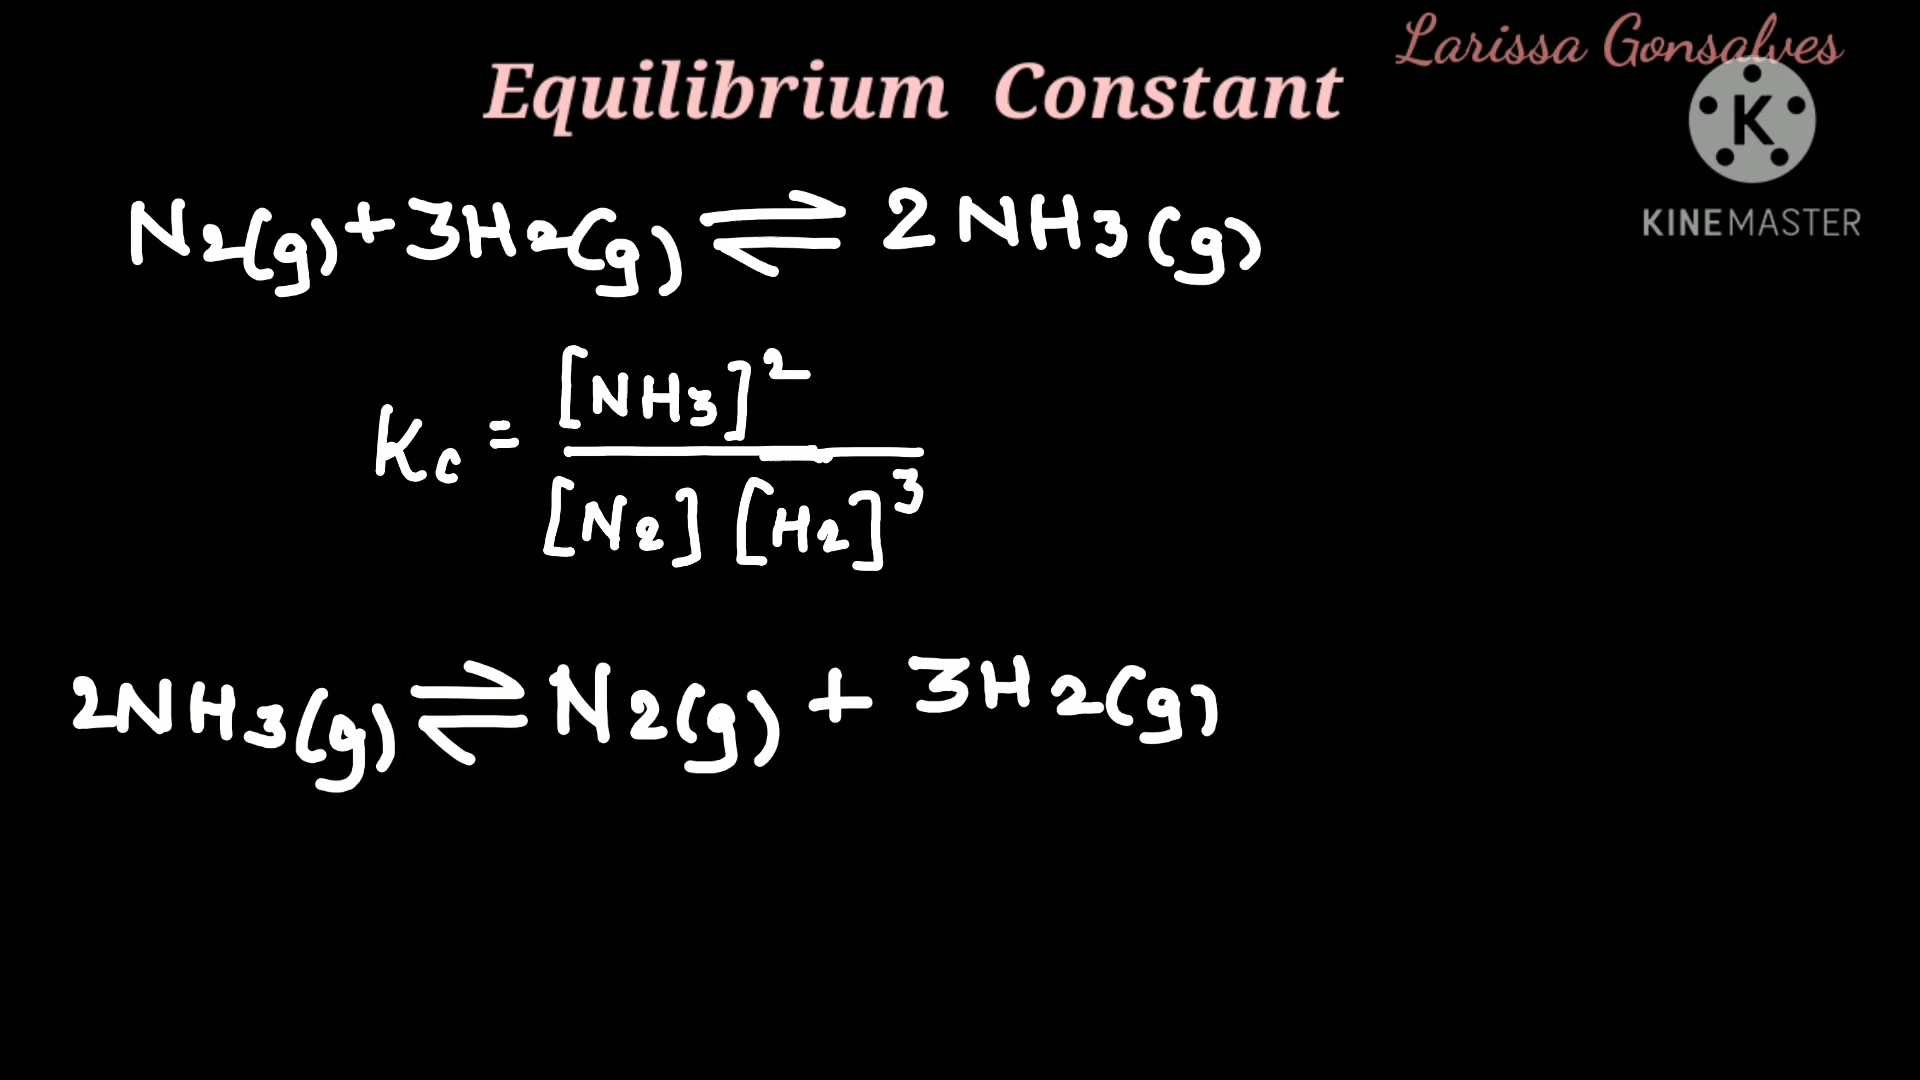 Larissa Gonsalves
Equilibrium Constant
K
KINEMASTER
N2(g)+3H2(g) ⇌ 2NH3(g)
Kc = [NH3]²
[N2] [H2]³
2NH3(g) ⇌ N2(g) + 3H2(g)